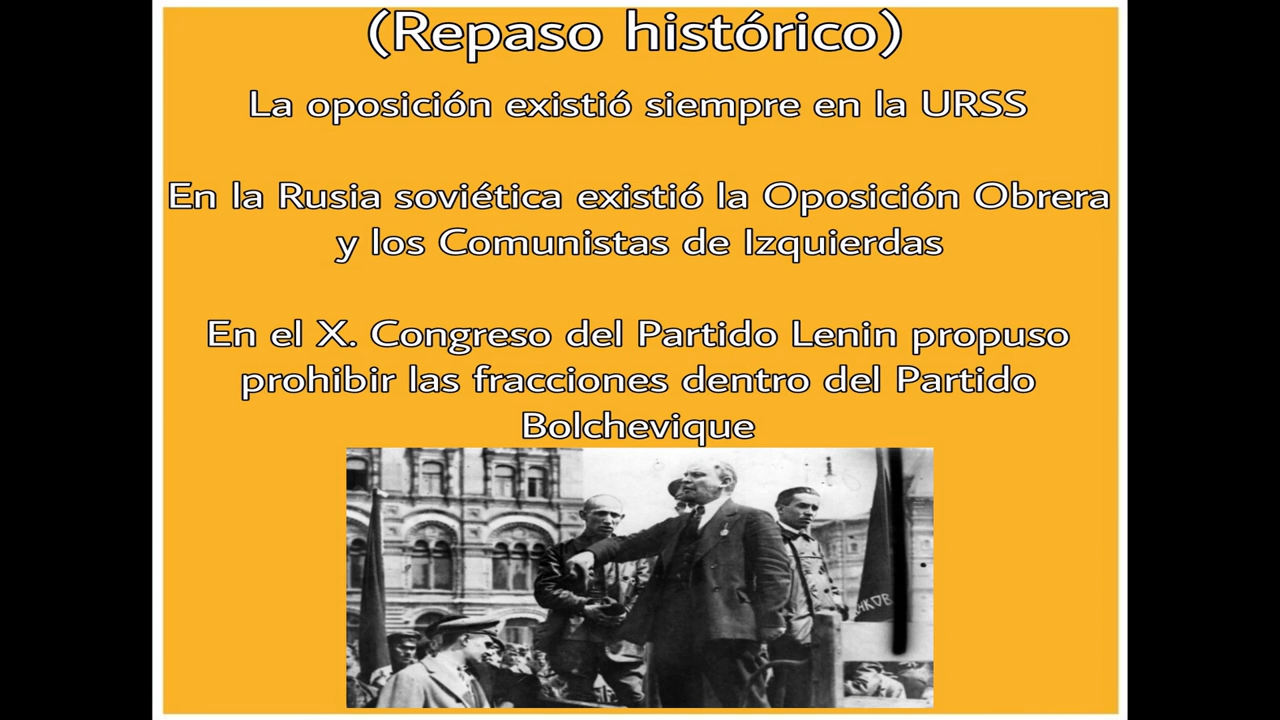 (Repaso histórico)
La oposición existió siempre en la URSS
En la Rusia soviética existió la Oposición Obrera
y los Comunistas de Izquierdas
En el X. Congreso del Partido Lenin propuso
prohibir las fracciones dentro del Partido
Bolchevique